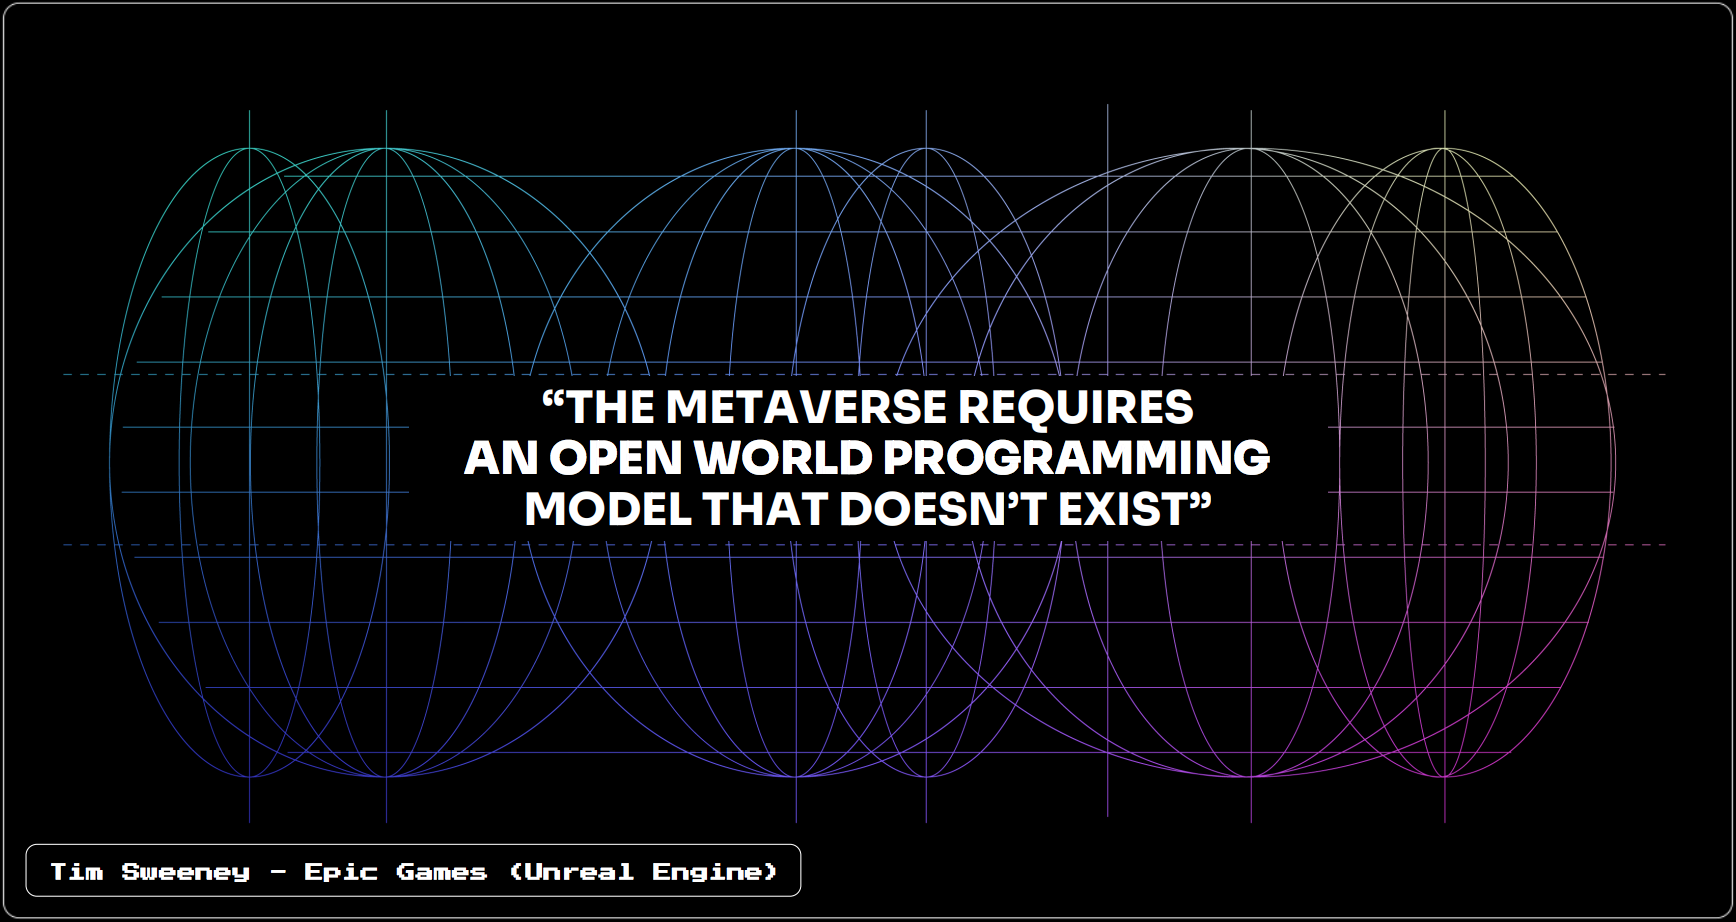 “THE METAVERSE REQUIRES
AN OPEN WORLD PROGRAMMING
MODEL THAT DOESN’T EXIST”
Tim Sweeney - Epic Games (Unreal Engine)